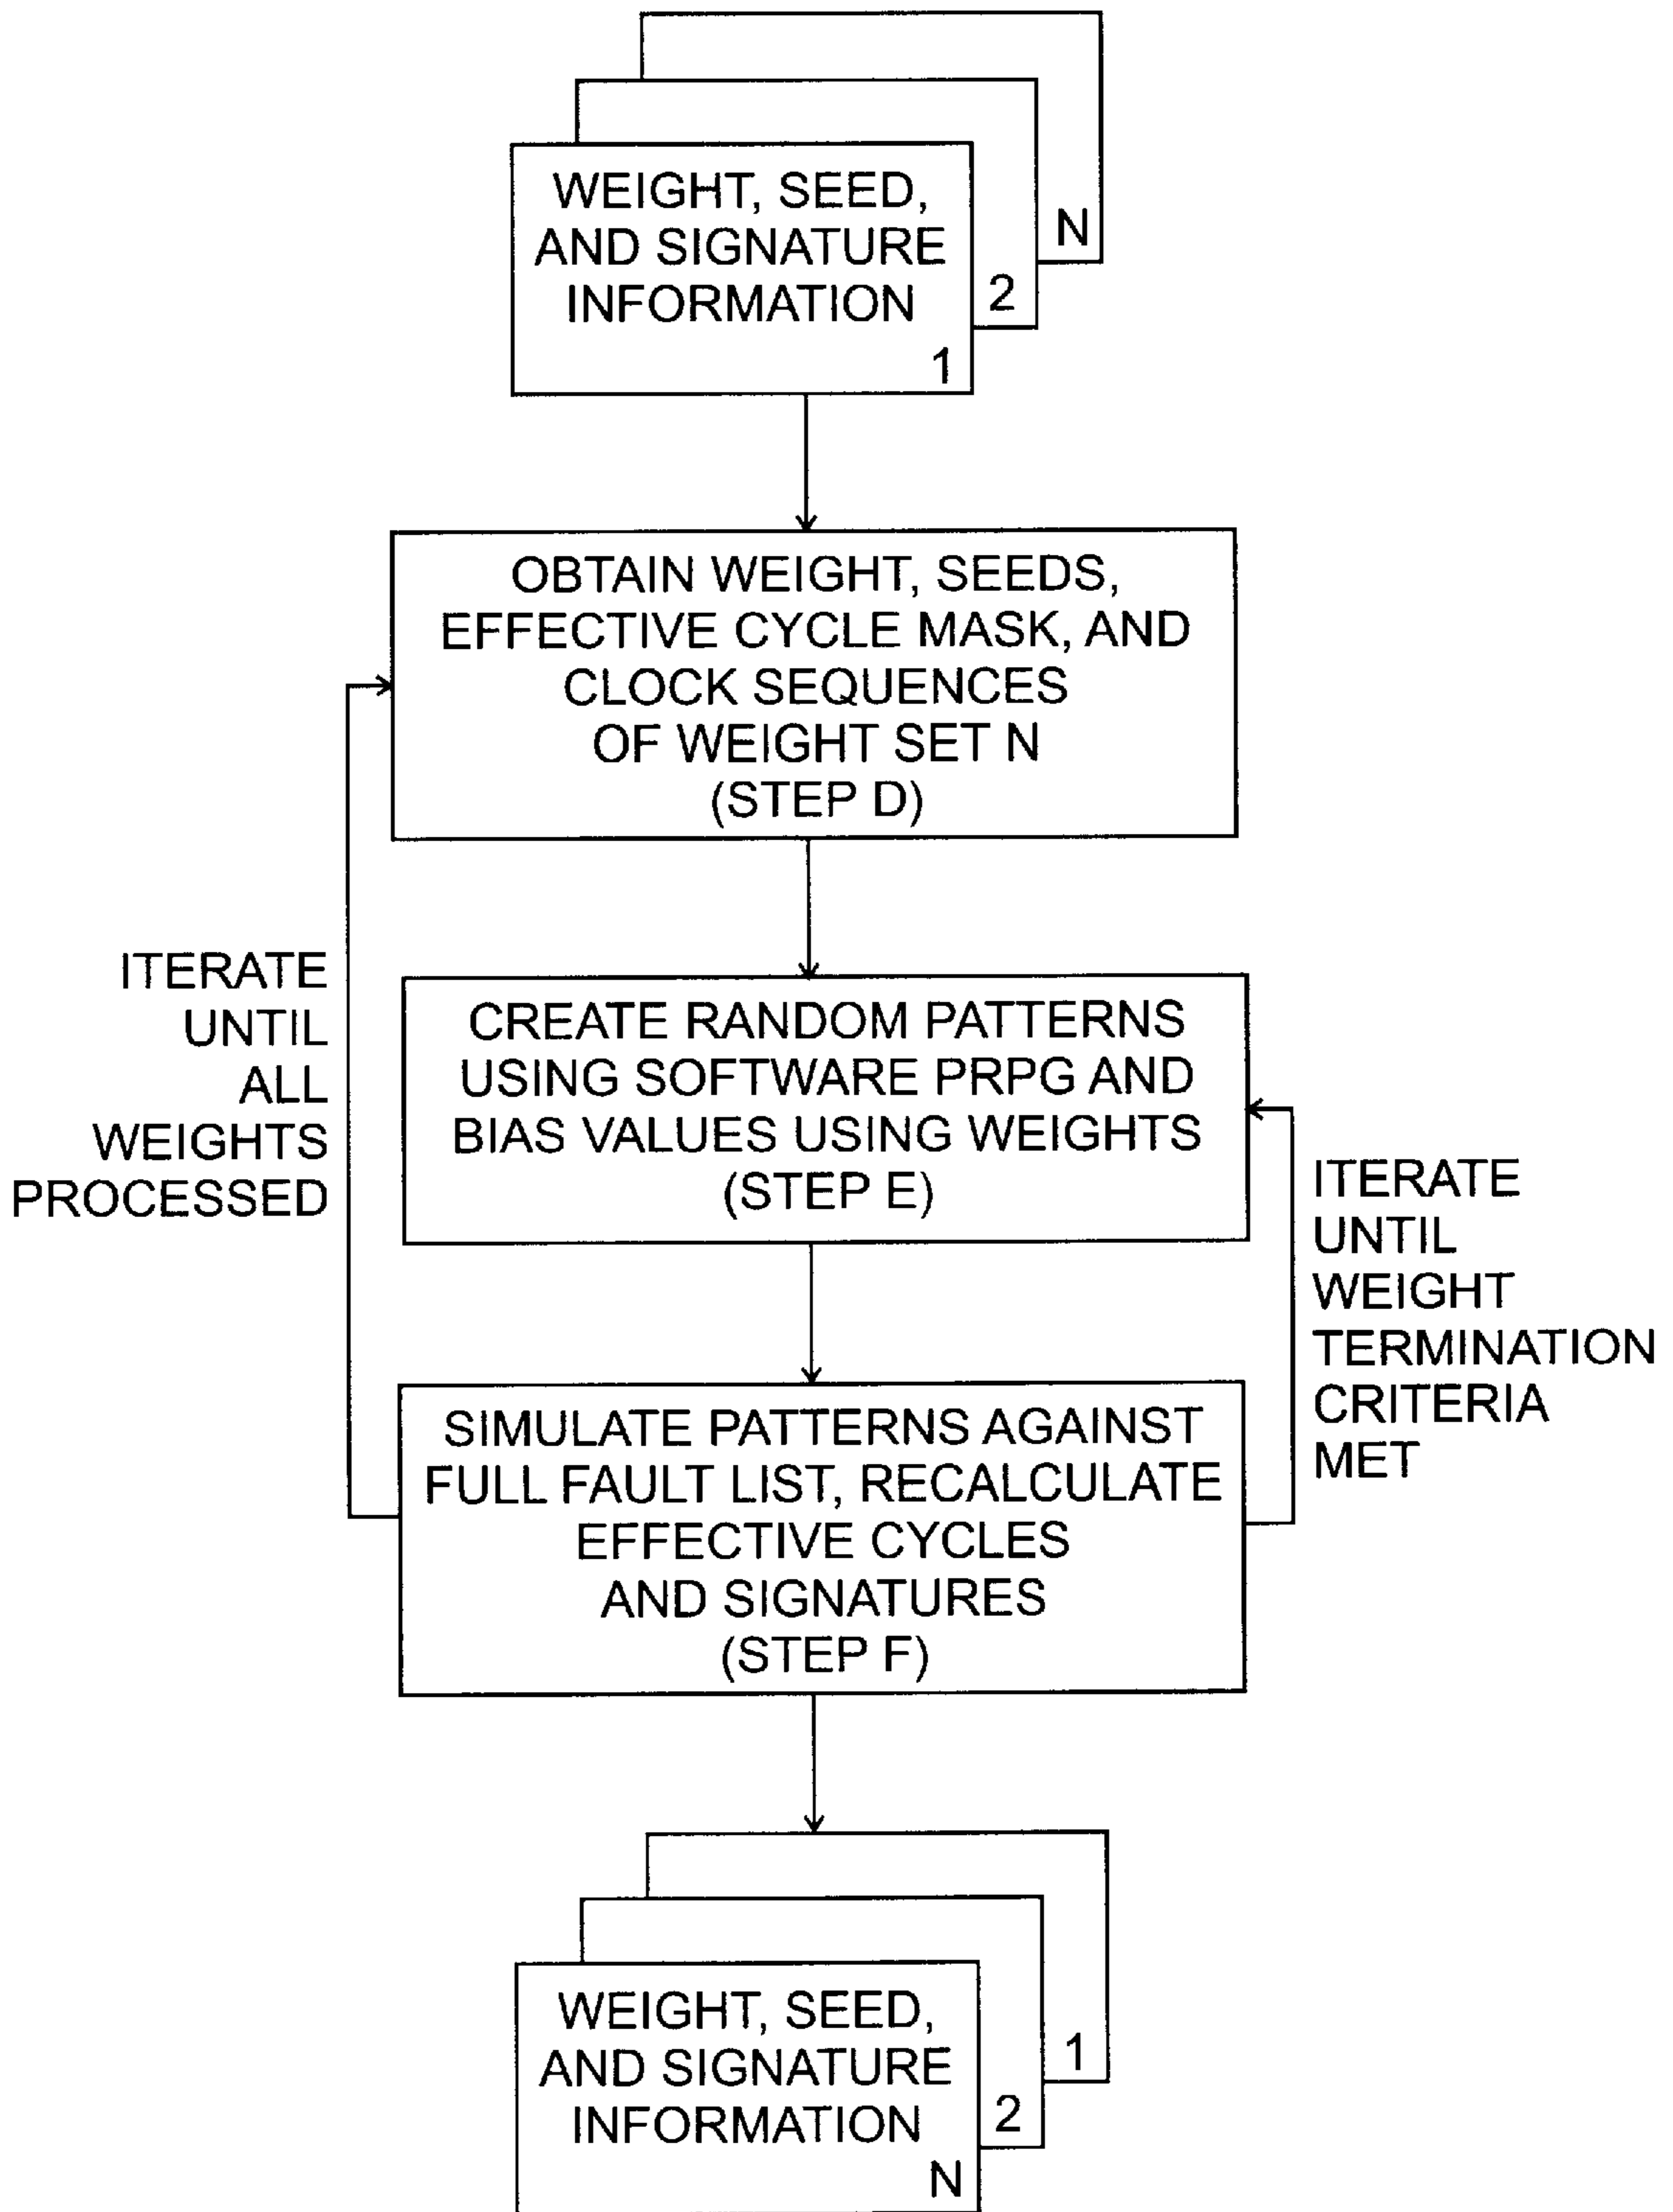 N
2
WEIGHT, SEED,
AND SIGNATURE
INFORMATION
1
OBTAIN WEIGHT, SEEDS,
EFFECTIVE CYCLE MASK, AND
CLOCK SEQUENCES
OF WEIGHT SET N
(STEP D)
ITERATE
UNTIL
ALL
WEIGHTS
PROCESSED
CREATE RANDOM PATTERNS
USING SOFTWARE PRPG AND
BIAS VALUES USING WEIGHTS
(STEP E)
ITERATE
UNTIL
WEIGHT
TERMINATION
CRITERIA
MET
SIMULATE PATTERNS AGAINST
FULL FAULT LIST, RECALCULATE
EFFECTIVE CYCLES
AND SIGNATURES
(STEP F)
1
2
WEIGHT, SEED,
AND SIGNATURE
INFORMATION
N